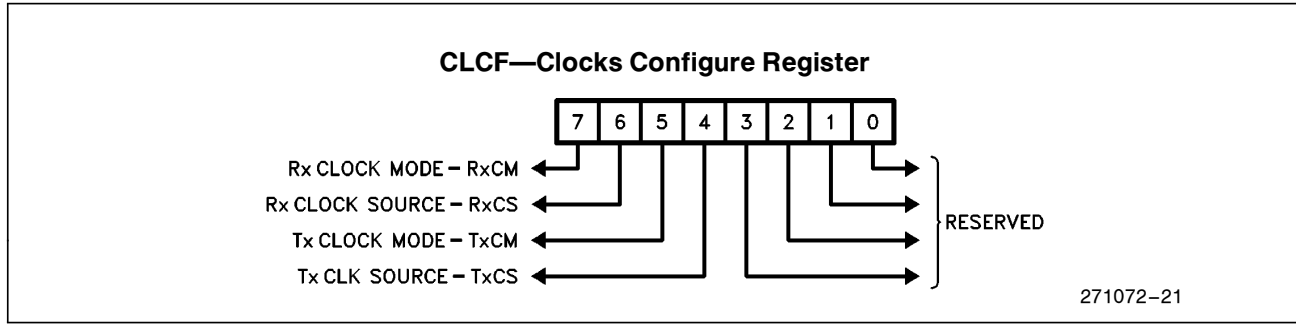 CLCF—Clocks Configure Register
7 6 5 4 3 2 1 0
Rx CLOCK MODE – RxCM
Rx CLOCK SOURCE – RxCS
Tx CLOCK MODE – TxCM
Tx CLK SOURCE – TxCS
RESERVED
271072–21